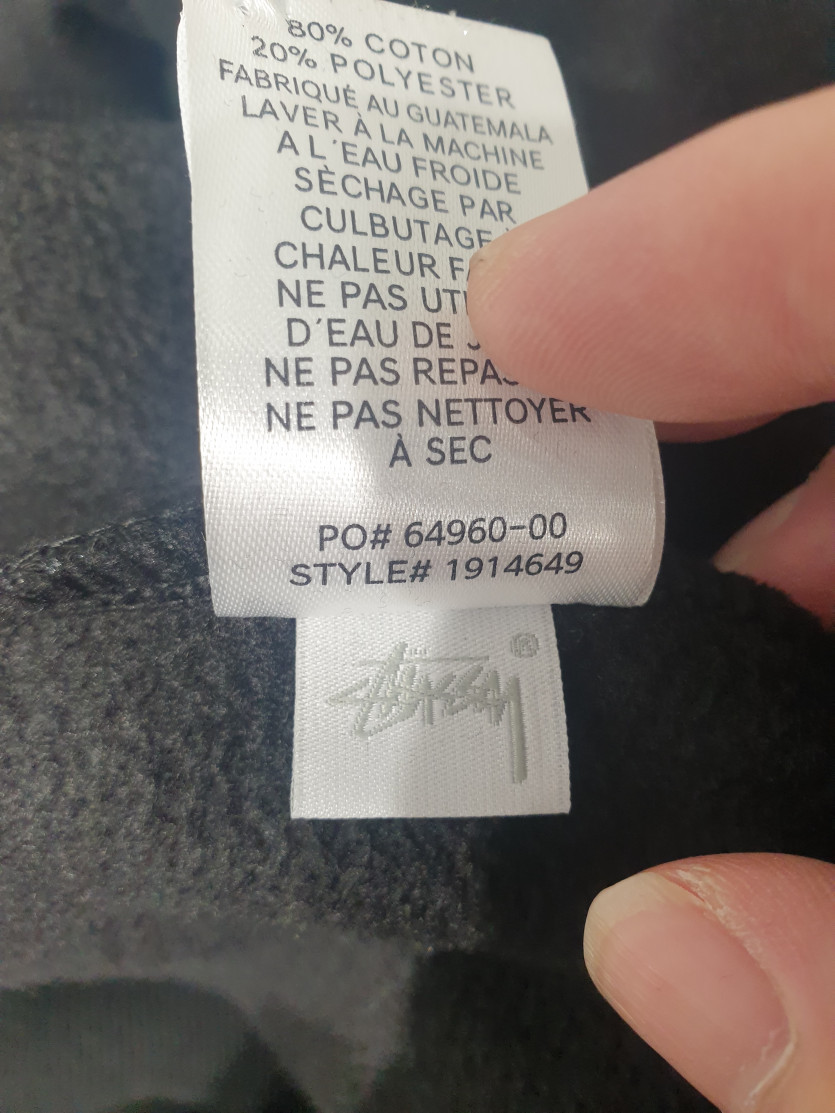 80% COTON
20% POLYESTER
FABRIQUÉ AU GUATEMALA
LAVER À LA MACHINE
A L'EAU FROIDE
SÈCHAGE PAR
CULBUTAGE
CHALEUR
NE PAS
D'EAU DE
NE PAS
NE PAS NETTOYER
À SEC
PO# 64960-00
STYLE# 1914649
Stüssy ®